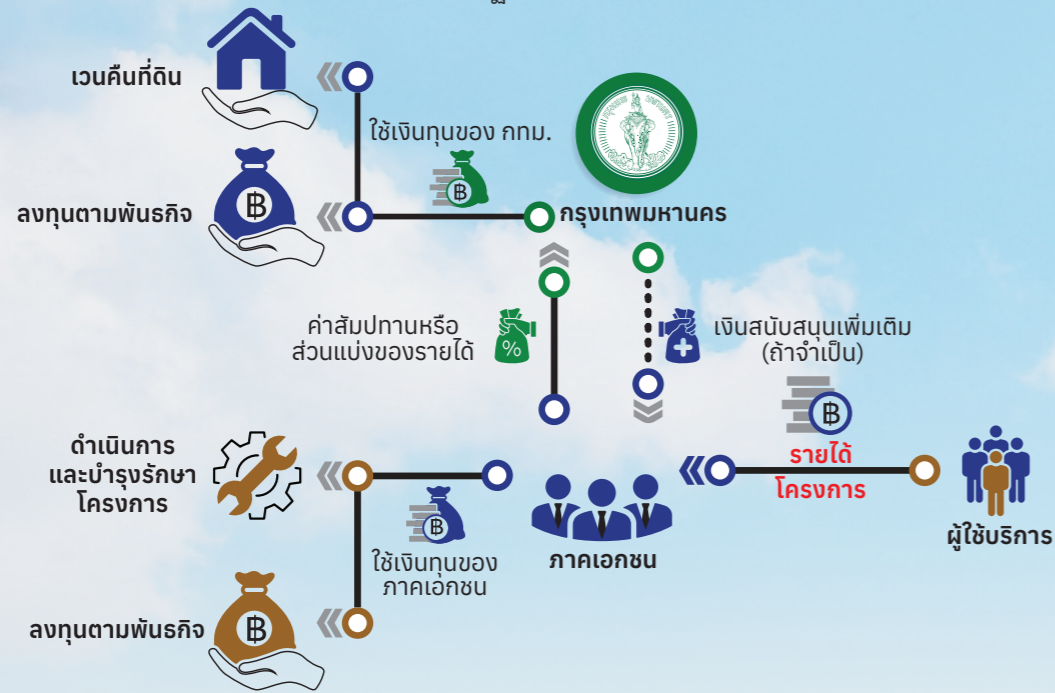 เวนคืนที่ดิน
ใช้เงินทุนของ กทม.
ลงทุนตามพันธกิจ
กรุงเทพมหานคร
ค่าสัมปทานหรือ
ส่วนแบ่งของรายได้
%
เงินสนับสนุนเพิ่มเติม
(ถ้าจำเป็น)
ดำเนินการ
และบำรุงรักษา
โครงการ
รายได้
โครงการ
ใช้เงินทุนของ
ภาคเอกชน
ภาคเอกชน
ผู้ใช้บริการ
ลงทุนตามพันธกิจ